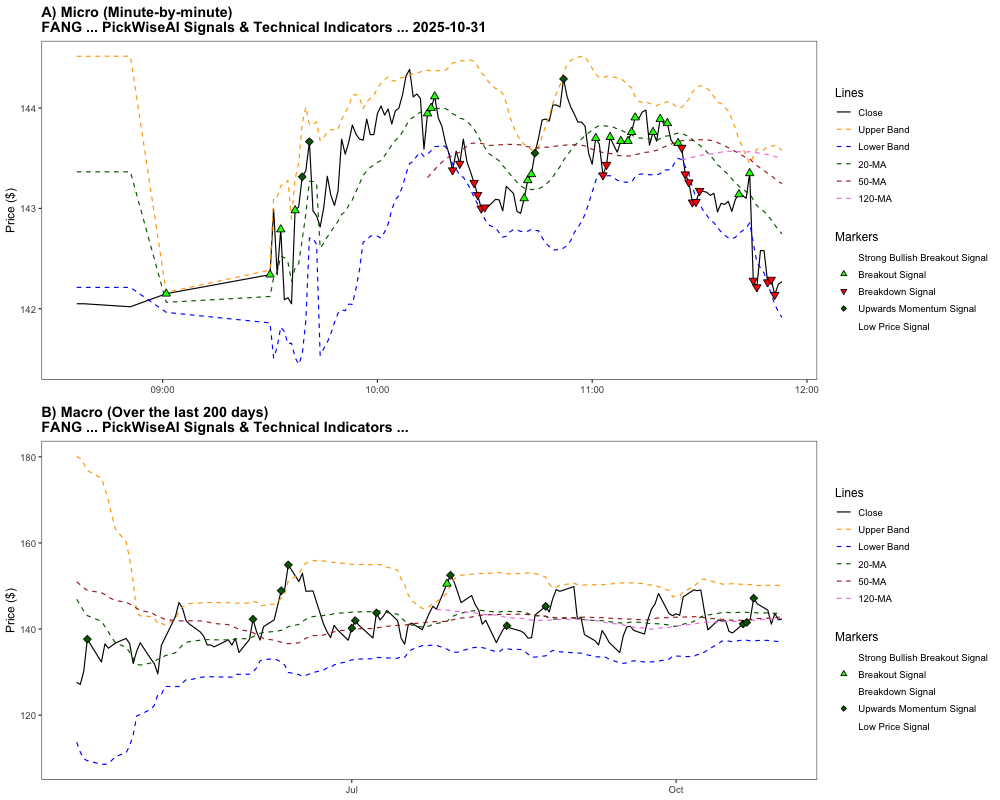 A) Micro (Minute-by-minute)
FANG ... PickWiseAI Signals & Technical Indicators ... 2025-10-31
Price ($)
144
143
142
09:00
10:00
11:00
12:00
Lines
Close
Upper Band
Lower Band
20-MA
50-MA
120-MA
Markers
Strong Bullish Breakout Signal
Breakout Signal
Breakdown Signal
Upwards Momentum Signal
Low Price Signal
B) Macro (Over the last 200 days)
FANG ... PickWiseAI Signals & Technical Indicators ...
Price ($)
180
160
140
120
Jul
Oct
Lines
Close
Upper Band
Lower Band
20-MA
50-MA
120-MA
Markers
Strong Bullish Breakout Signal
Breakout Signal
Breakdown Signal
Upwards Momentum Signal
Low Price Signal